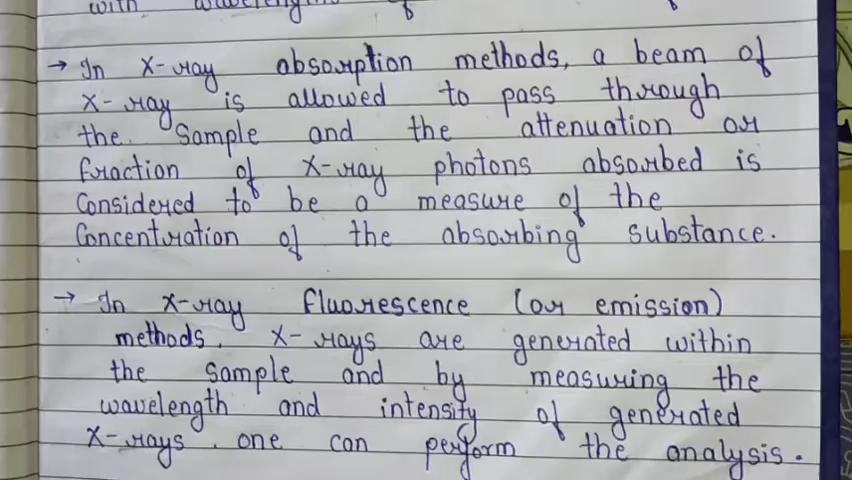 with wavelengths of
→ In X-ray absorption methods, a beam of
X-ray is allowed to pass through
the Sample and the attenuation or
fraction of X-ray photons absorbed is
Considered to be a measure of the
Concentration of the absorbing substance.
→ In X-ray fluorescence (or emission)
methods, X-rays are generated within
the sample and by measuring the
wavelength and intensity of generated
X-rays, one can perform the analysis.